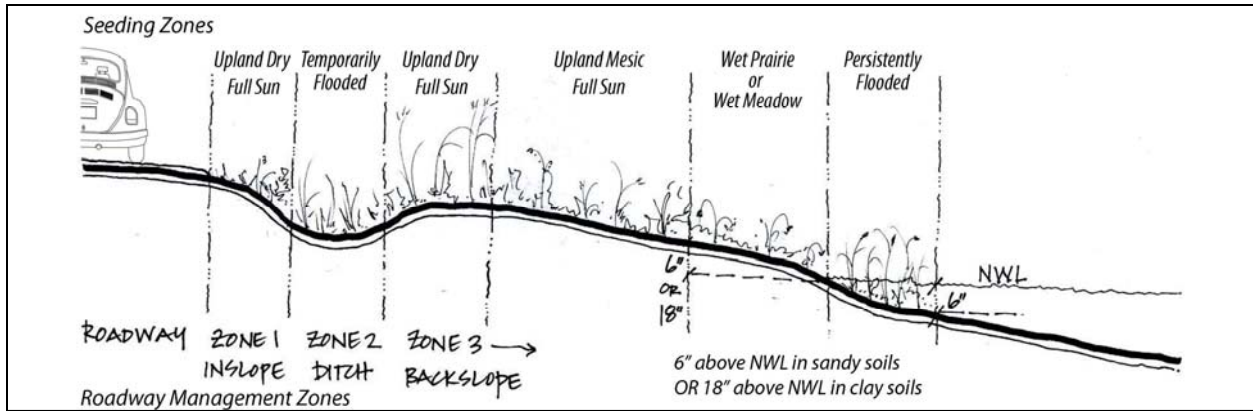 Seeding Zones
Upland Dry
Full Sun
Temporarily
Flooded
Upland Dry
Full Sun
Upland Mesic
Full Sun
Wet Prairie
or
Wet Meadow
Persistently
Flooded
NWL
6"
OR
18"
6"
ROADWAY
ZONE 1
INSLOPE
ZONE 2
DITCH
ZONE 3
BACKSLOPE
6" above NWL in sandy soils
OR 18" above NWL in clay soils
Roadway Management Zones